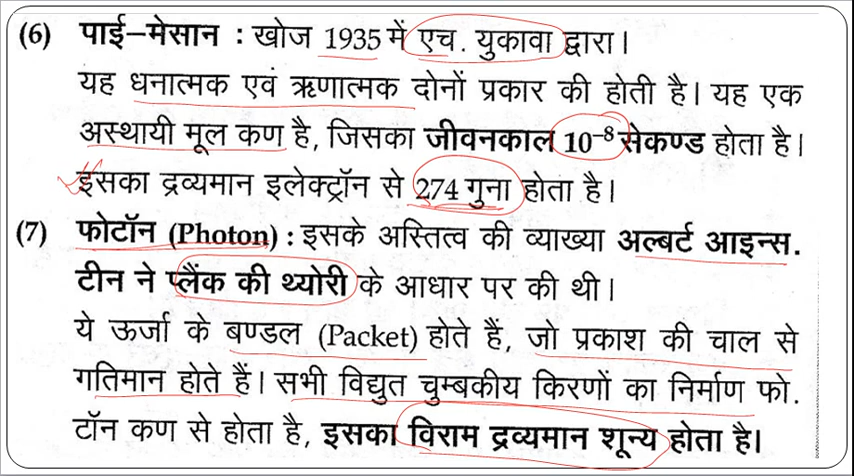 (6) पाई–मेसान : खोज 1935 में एच. युकावा द्वारा।
यह धनात्मक एवं ऋणात्मक दोनों प्रकार की होती है। यह एक
अस्थायी मूल कण है, जिसका जीवनकाल 10⁻⁸ सेकण्ड होता है।
इसका द्रव्यमान इलेक्ट्रॉन से 274 गुना होता है।
(7) फोटॉन (Photon) : इसके अस्तित्व की व्याख्या अल्बर्ट आइन्स.
टीन ने प्लैंक की थ्योरी के आधार पर की थी।
ये ऊर्जा के बण्डल (Packet) होते हैं, जो प्रकाश की चाल से
गतिमान होते हैं। सभी विद्युत चुम्बकीय किरणों का निर्माण फो.
टॉन कण से होता है, इसका विराम द्रव्यमान शून्य होता है।